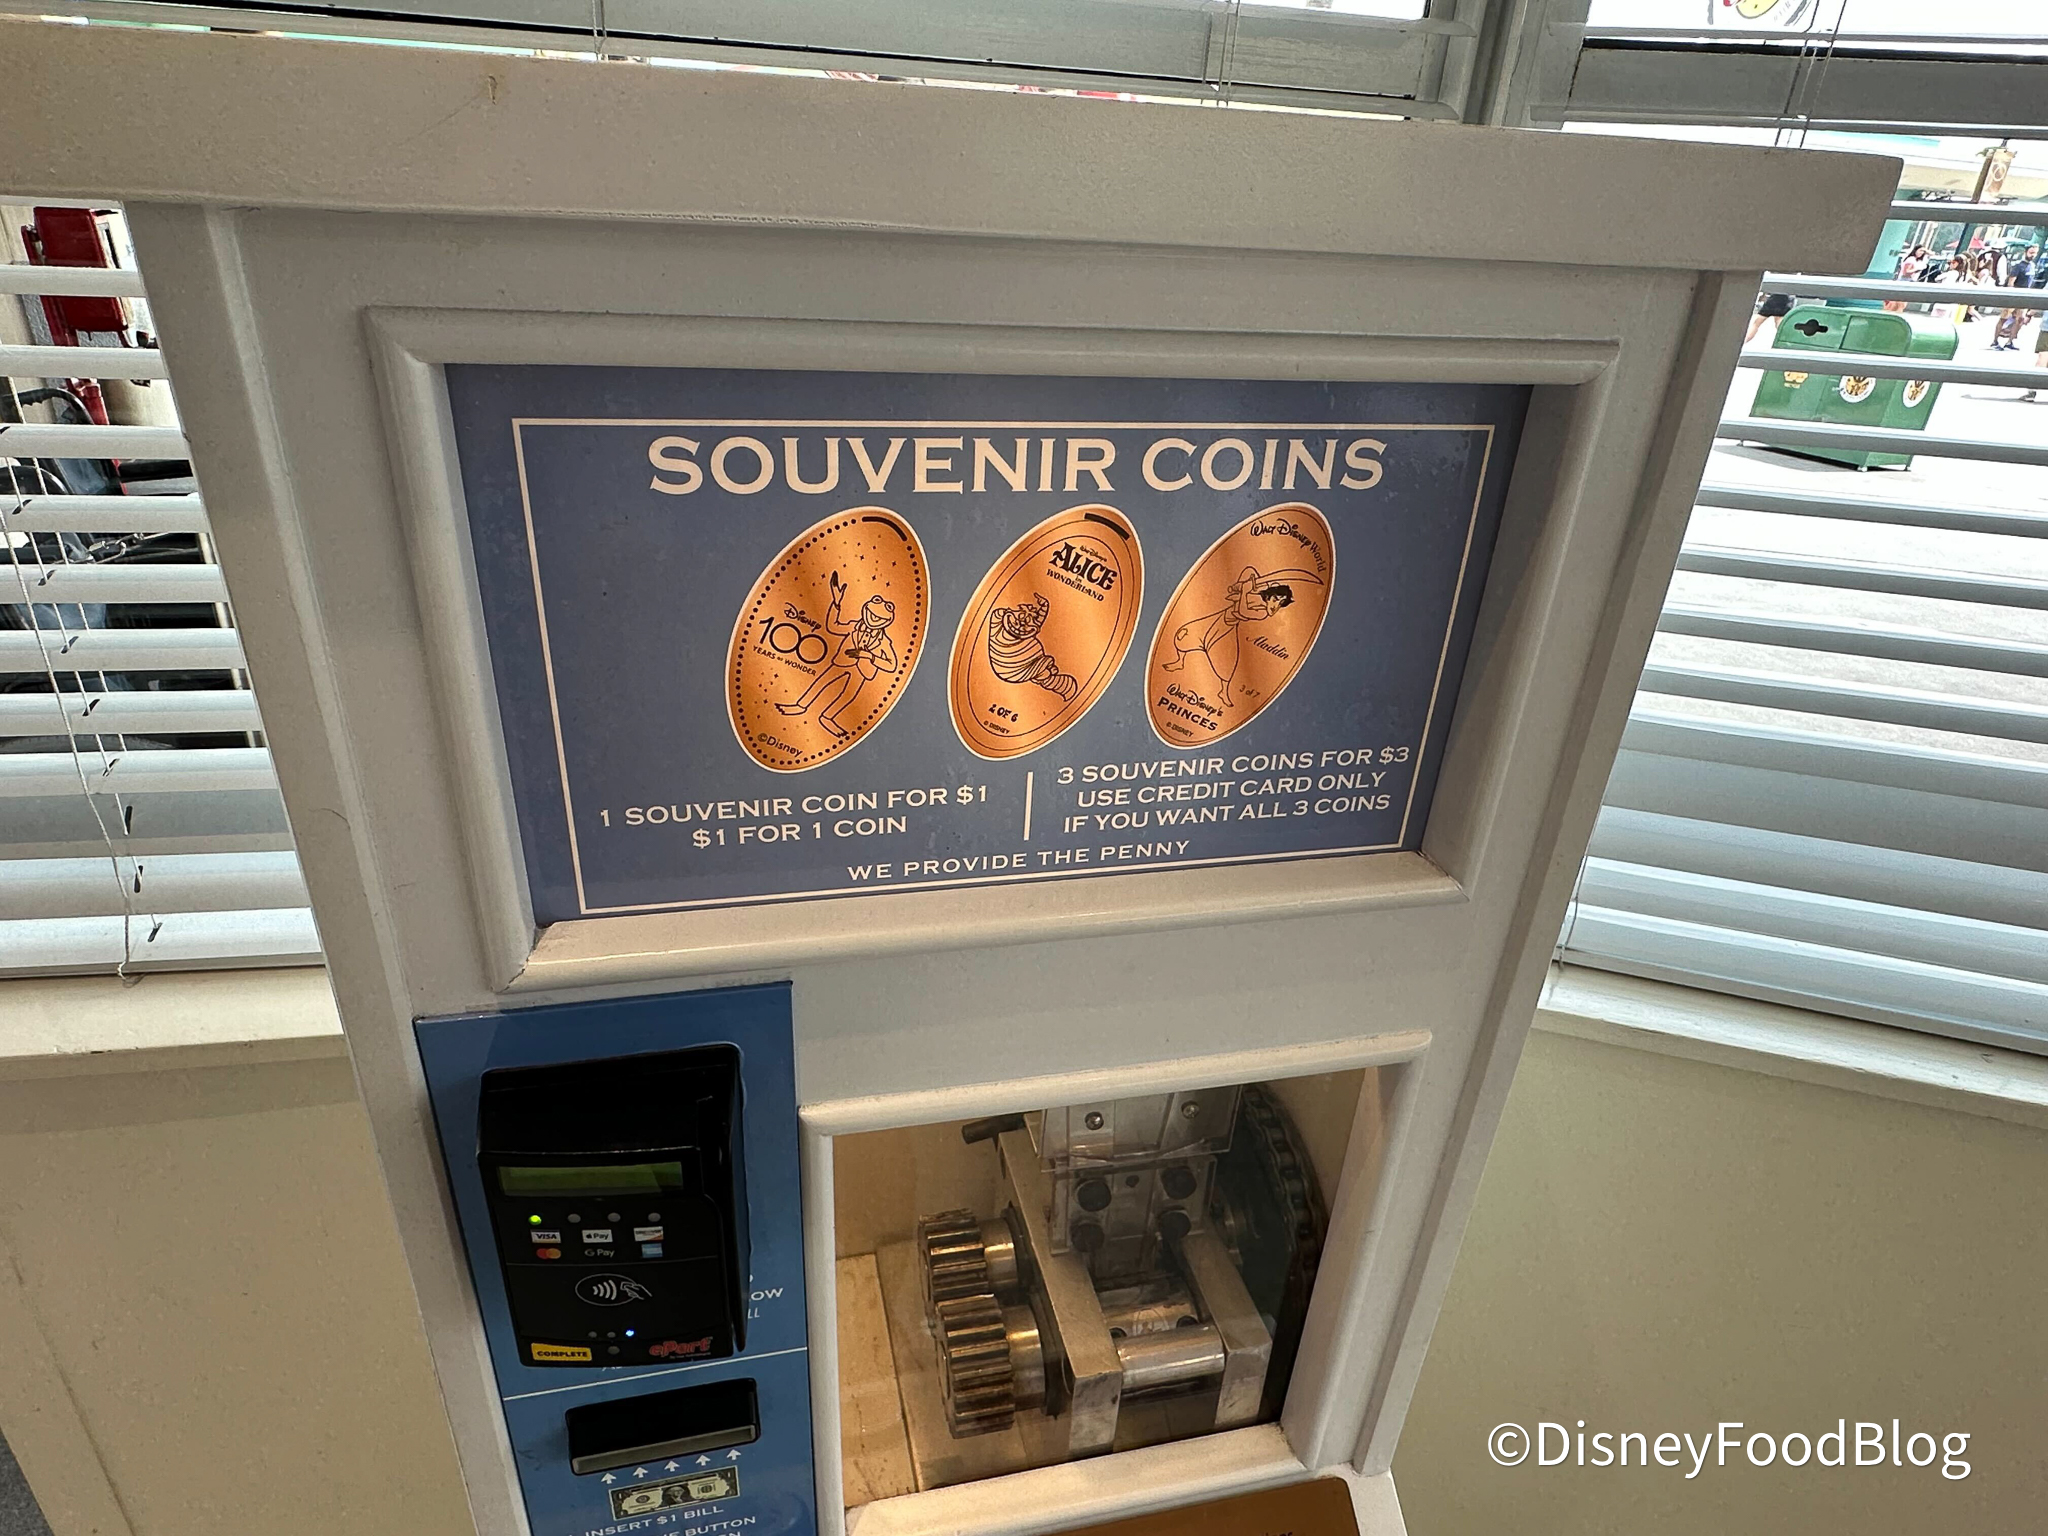 SOUVENIR COINS
Disney
100
YEARS OF WONDER
©Disney
Walt Disney's
ALICE
IN
WONDERLAND
2 OF 6
© DISNEY
Walt Disney World
Aladdin
3 of 7
Walt Disney's
PRINCES
© DISNEY
1 SOUVENIR COIN FOR $1
$1 FOR 1 COIN
3 SOUVENIR COINS FOR $3
USE CREDIT CARD ONLY
IF YOU WANT ALL 3 COINS
WE PROVIDE THE PENNY
VISA
Pay
G Pay
COMPLETE
ePort
INSERT $1 BILL
BUTTON
©DisneyFoodBlog